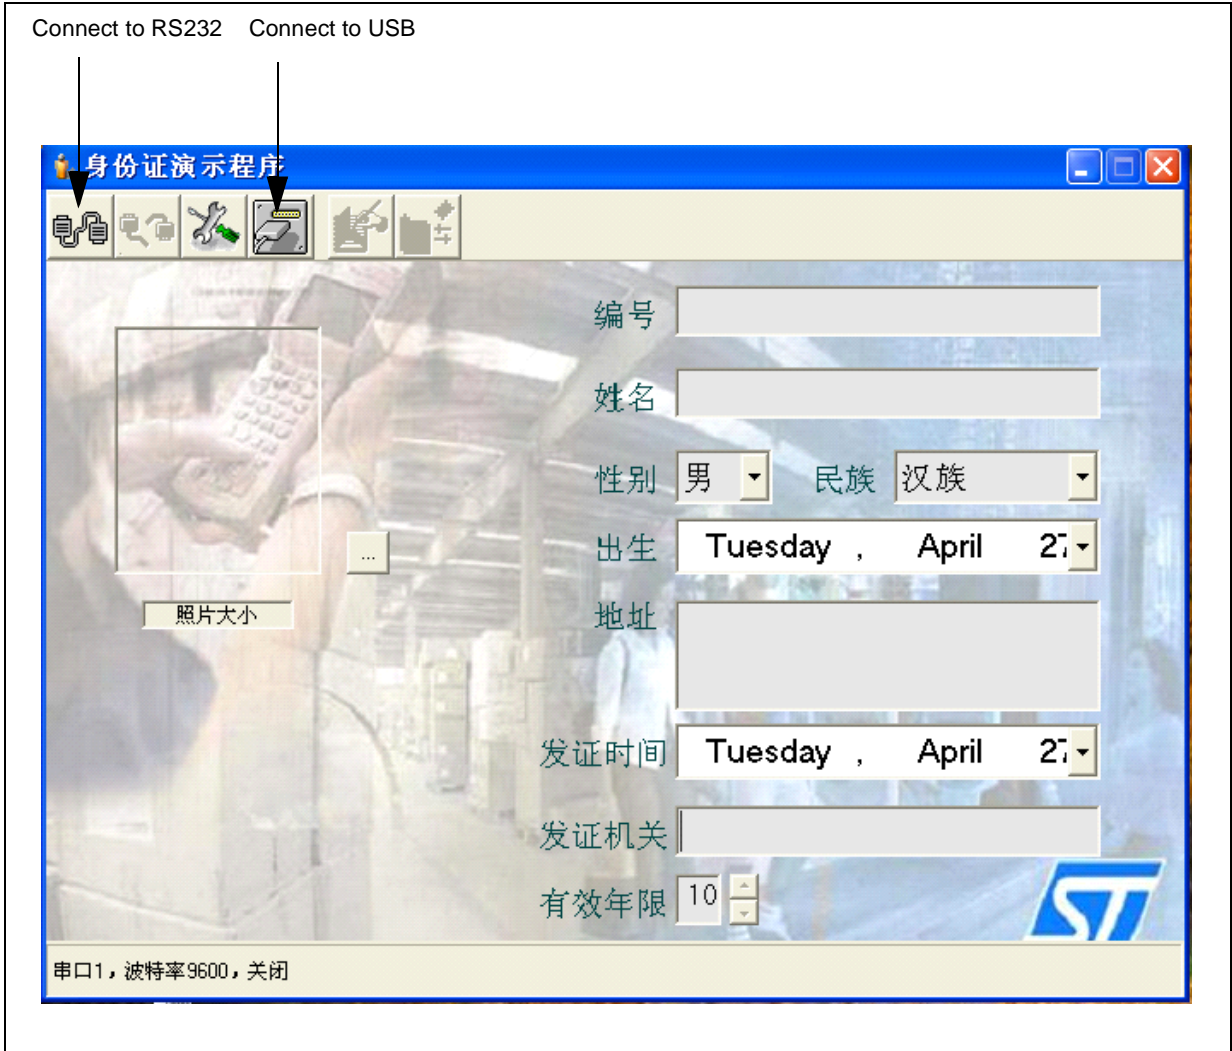 Connect to RS232 Connect to USB
身份证演示程序
编号
姓名
性别 男 民族 汉族
...
出生 Tuesday , April 27
照片大小
地址
发证时间 Tuesday , April 27
发证机关
有效年限 10
ST
串口1，波特率9600，关闭